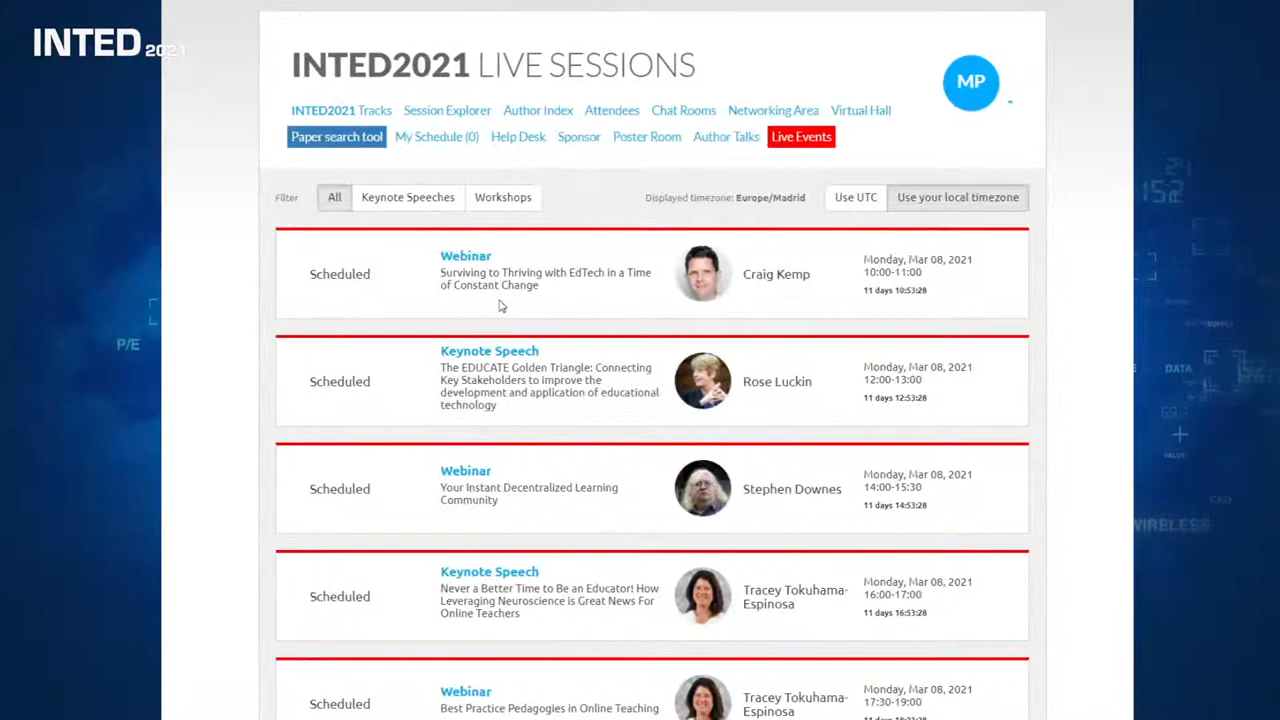 INTED 2021
INTED2021 LIVE SESSIONS
MP
INTED2021 Tracks Session Explorer Author Index Attendees Chat Rooms Networking Area Virtual Hall
Paper search tool My Schedule (0) Help Desk Sponsor Poster Room Author Talks Live Events
Filter All Keynote Speeches Workshops Displayed timezone: Europe/Madrid Use UTC Use your local timezone
Scheduled
Webinar
Surviving to Thriving with EdTech in a Time
of Constant Change
Craig Kemp
Monday, Mar 08, 2021
10:00-11:00
11 days 10:53:28
Scheduled
Keynote Speech
The EDUCATE Golden Triangle: Connecting
Key Stakeholders to improve the
development and application of educational
technology
Rose Luckin
Monday, Mar 08, 2021
12:00-13:00
11 days 12:53:28
Scheduled
Webinar
Your Instant Decentralized Learning
Community
Stephen Downes
Monday, Mar 08, 2021
14:00-15:30
11 days 14:53:28
Scheduled
Keynote Speech
Never a Better Time to Be an Educator! How
Leveraging Neuroscience is Great News For
Online Teachers
Tracey Tokuhama-
Espinosa
Monday, Mar 08, 2021
16:00-17:00
11 days 16:53:28
Scheduled
Webinar
Best Practice Pedagogies in Online Teaching
Tracey Tokuhama-
Espinosa
Monday, Mar 08, 2021
17:30-19:00
P/E
24
152
DATA
VALUE
WIRELESS